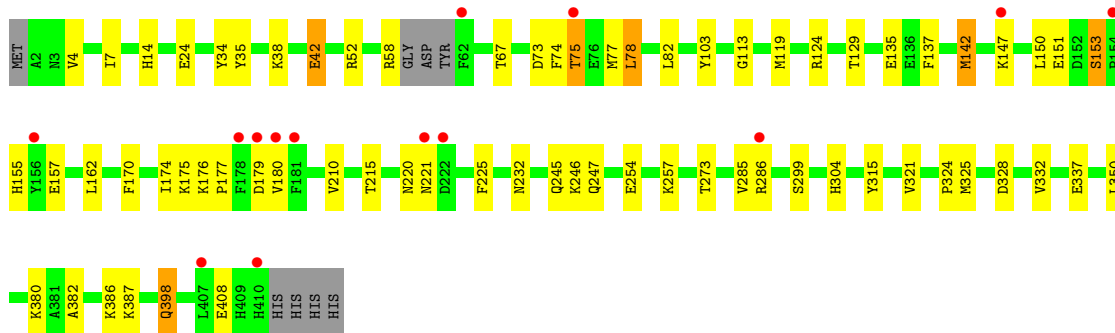 MET A2 N3 V4 I7 H14 E24 Y34 Y35 K38 E42 R52 R58 GLY ASP TYR F62 T67 D73 F74 T75 E76 M77 L78 L82 Y103 G113 M119 R124 T129 E135 E136 F137 M142 K147 L150 E151 D152 S153
H155 Y156 E157 L162 F170 I174 K175 K176 P177 F178 D179 V180 F181 V210 T215 N220 N221 D222 F225 N232 Q245 K246 Q247 E254 K257 T273 V285 R286 S299 H304 Y315 V321 P324 M325 D328 V332 E337
K380 A381 A382 K386 K387 Q398 L407 E408 H409 H410 HIS HIS HIS HIS